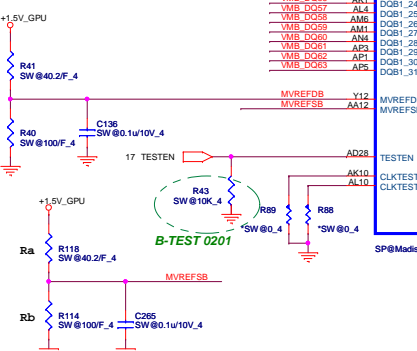 +1.5V_GPU
R41
SW@40.2/F_4
R40
SW@100/F_4
C136
SW@0.1u/10V_4
VMB_DQ57
VMB_DQ58
VMB_DQ59
VMB_DQ60
VMB_DQ61
VMB_DQ62
VMB_DQ63
AL4
AM6
AM1
AN4
AP3
AP1
AP5
DQB1_24
DQB1_25
DQB1_26
DQB1_27
DQB1_28
DQB1_29
DQB1_30
DQB1_31
MVREFDB
Y12
MVREFD
MVREFSB
AA12
MVREFS
17 TESTEN
AD28
TESTEN
AK10
CLKTEST
AL10
CLKTEST
R43
SW@10K_4
B-TEST 0201
R89
*SW@0_4
R88
*SW@0_4
SP@Madis
+1.5V_GPU
Ra
R118
SW@40.2/F_4
MVREFSB
Rb
R114
SW@100/F_4
C265
SW@0.1u/10V_4